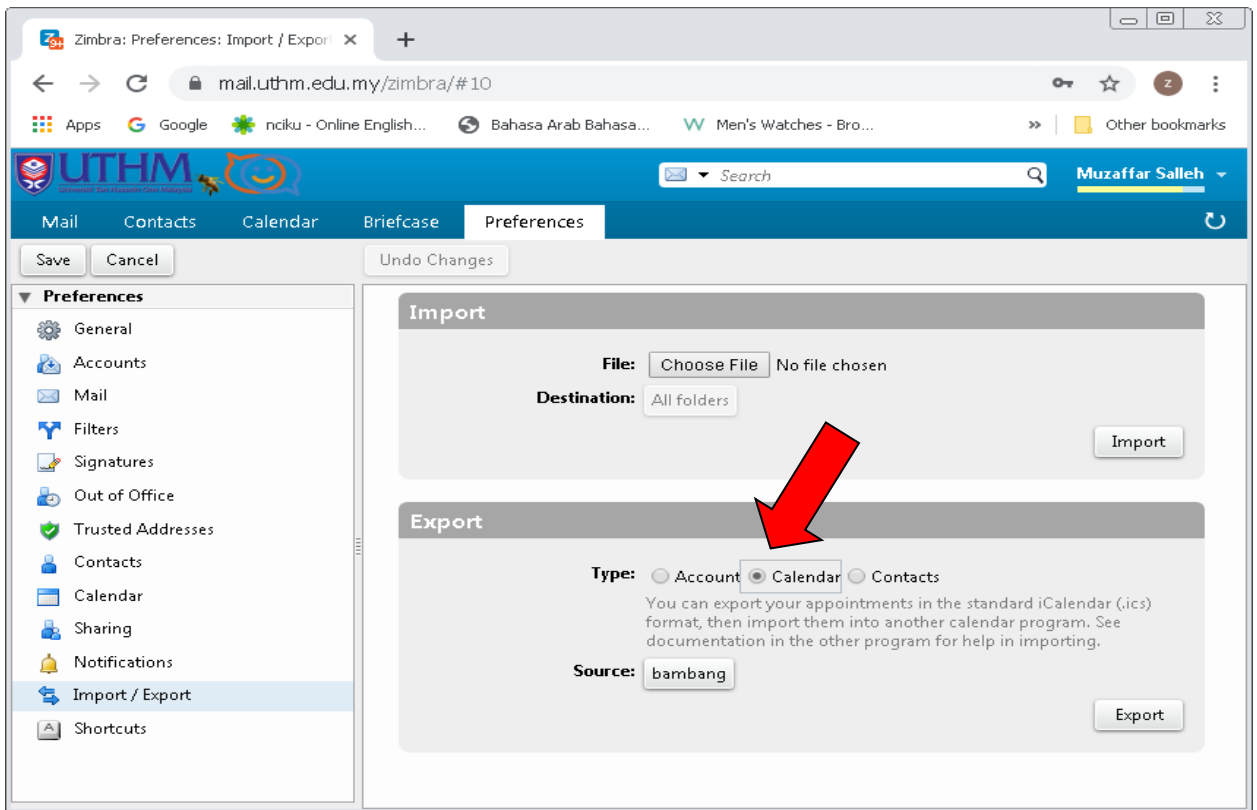 Zimbra: Preferences: Import / Export
mail.uthm.edu.my/zimbra/#10
Z
Apps Google nciku - Online English... Bahasa Arab Bahasa... Men's Watches - Bro... » Other bookmarks
UTHM Search Muzaffar Salleh
Mail Contacts Calendar Briefcase Preferences
Save Cancel Undo Changes
Preferences
General
Accounts
Mail
Filters
Signatures
Out of Office
Trusted Addresses
Contacts
Calendar
Sharing
Notifications
Import / Export
Shortcuts
Import
File: Choose File No file chosen
Destination: All folders
Import
Export
Type: Account Calendar Contacts
You can export your appointments in the standard iCalendar (.ics)
format, then import them into another calendar program. See
documentation in the other program for help in importing.
Source: bambang
Export